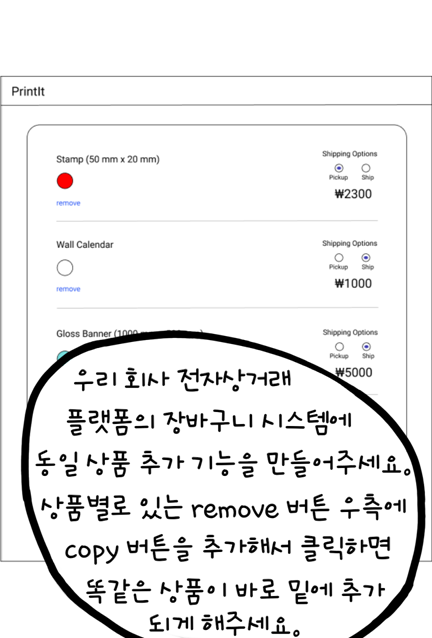 PrintIt
Stamp (50 mm x 20 mm)
Shipping Options
Pickup Ship
remove
₩2300
Wall Calendar
Shipping Options
Pickup Ship
remove
₩1000
Gloss Banner (1000
Shipping Options
Pickup Ship
₩5000
우리 회사 전자상거래
플랫폼의 장바구니 시스템에
동일 상품 추가 기능을 만들어주세요.
상품별로 있는 remove 버튼 우측에
copy 버튼을 추가해서 클릭하면
똑같은 상품이 바로 밑에 추가
되게 해주세요.